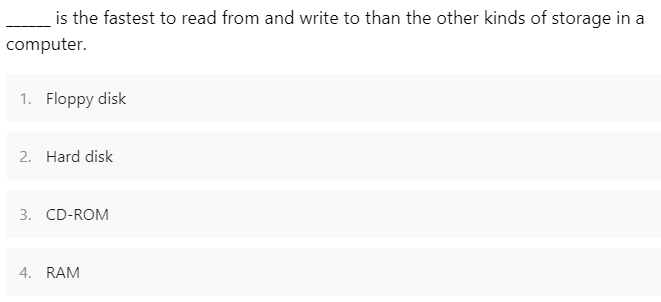 ______ is the fastest to read from and write to than the other kinds of storage in a
computer.
1. Floppy disk
2. Hard disk
3. CD-ROM
4. RAM